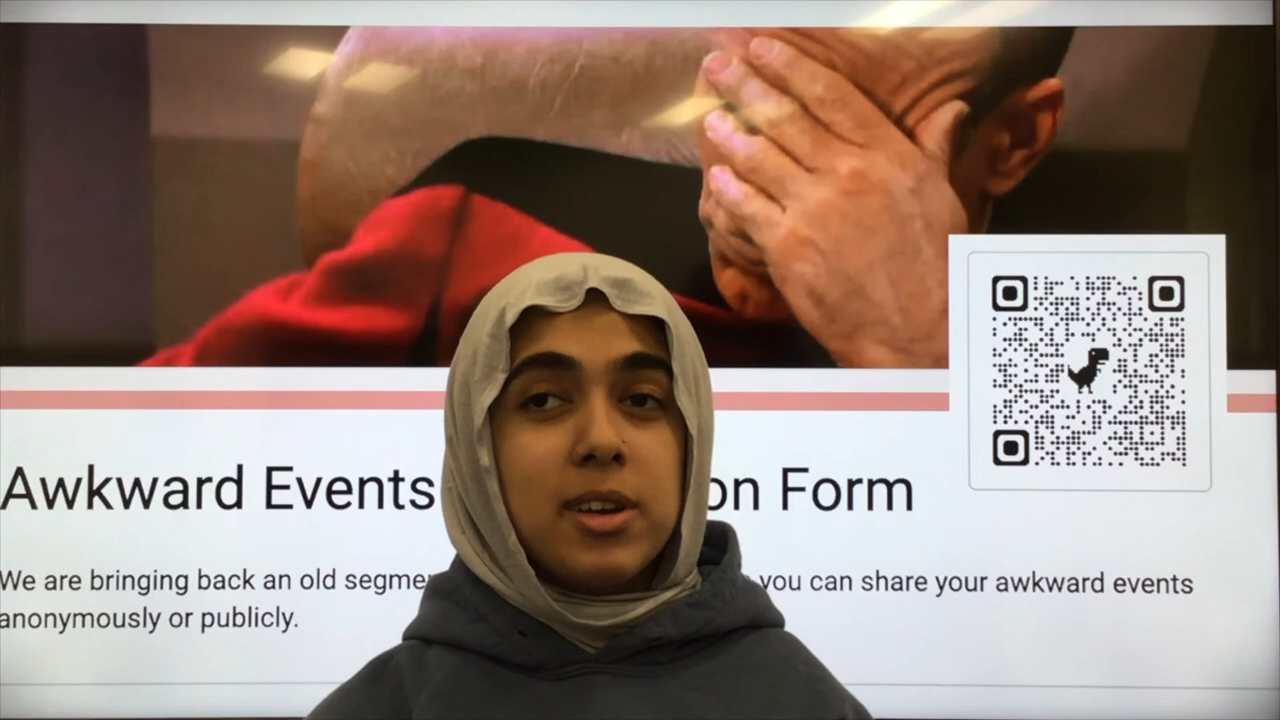 Awkward Events on Form
We are bringing back an old segme you can share your awkward events
anonymously or publicly.